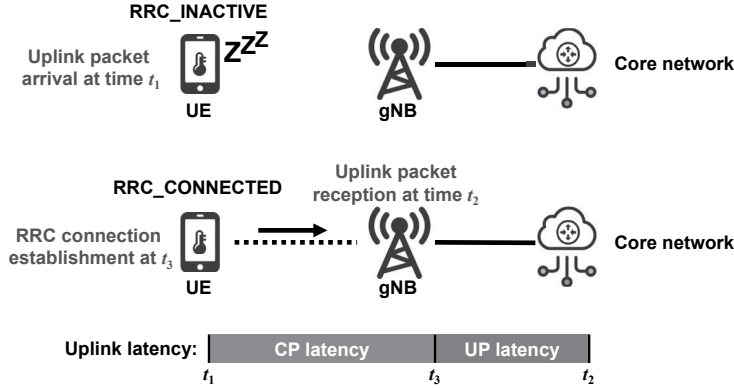 RRC_INACTIVE
Uplink packet
arrival at time t1
ZZZ
UE
gNB
Core network
RRC_CONNECTED
Uplink packet
reception at time t2
RRC connection
establishment at t3
UE
gNB
Core network
Uplink latency:
CP latency
UP latency
t1
t3
t2